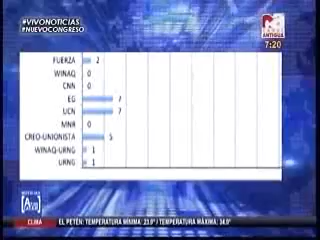 #VIVONOTICIAS
#NUEVOCONGRESO
ANTIGUA
7:20
FUERZA 2
WINAQ 0
CNN 0
EG 7
UCN 7
MNR 0
CREO-UNIONISTA 5
WINAQ-URNG 1
URNG 1
NOTICIAS
CLIMA EL PETÉN: TEMPERATURA MÍNIMA: 23.0° / TEMPERATURA MÁXIMA: 34.0°